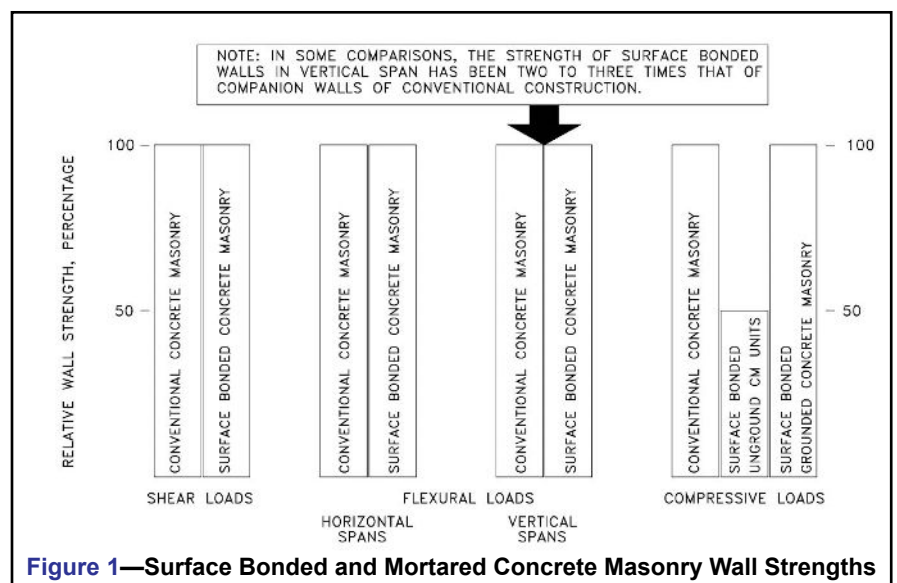 NOTE: IN SOME COMPARISONS, THE STRENGTH OF SURFACE BONDED
WALLS IN VERTICAL SPAN HAS BEEN TWO TO THREE TIMES THAT OF
COMPANION WALLS OF CONVENTIONAL CONSTRUCTION.
RELATIVE WALL STRENGTH, PERCENTAGE
100
50
CONVENTIONAL CONCRETE MASONRY
SURFACE BONDED CONCRETE MASONRY
SHEAR LOADS
CONVENTIONAL CONCRETE MASONRY
SURFACE BONDED CONCRETE MASONRY
HORIZONTAL
SPANS
FLEXURAL LOADS
CONVENTIONAL CONCRETE MASONRY
SURFACE BONDED CONCRETE MASONRY
VERTICAL
SPANS
CONVENTIONAL CONCRETE MASONRY
SURFACE BONDED
UNGROUND CM UNITS
SURFACE BONDED
GROUNDED CONCRETE MASONRY
COMPRESSIVE LOADS
100
50
Figure 1—Surface Bonded and Mortared Concrete Masonry Wall Strengths